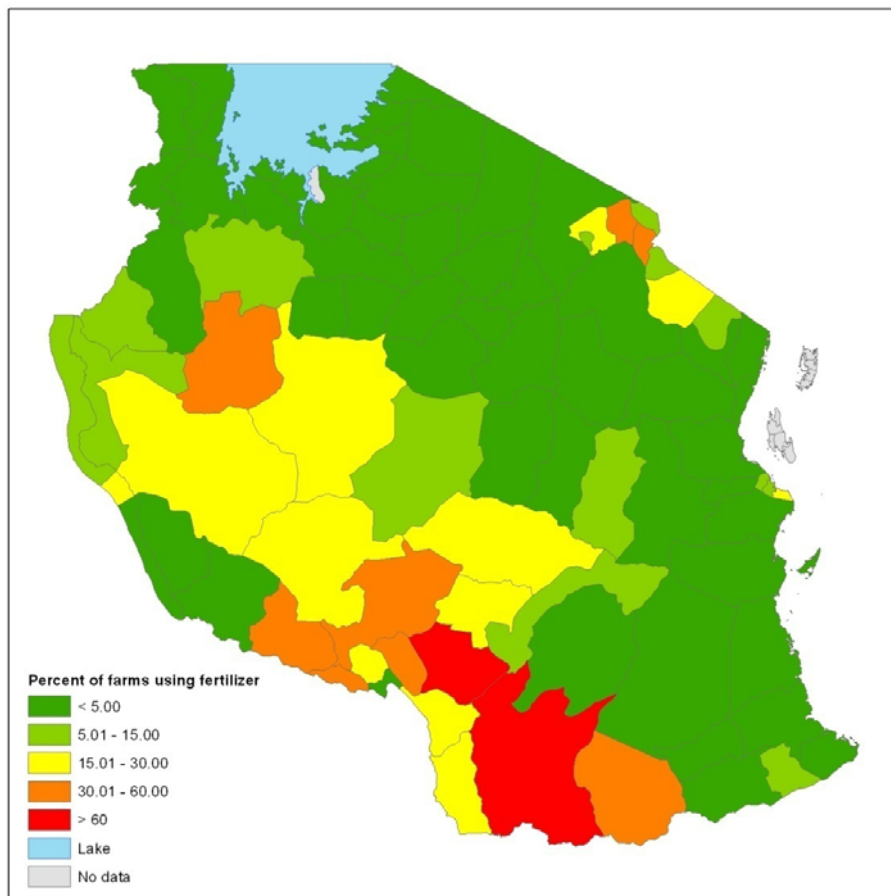 Percent of farms using fertilizer
< 5.00
5.01 - 15.00
15.01 - 30.00
30.01 - 60.00
> 60
Lake
No data